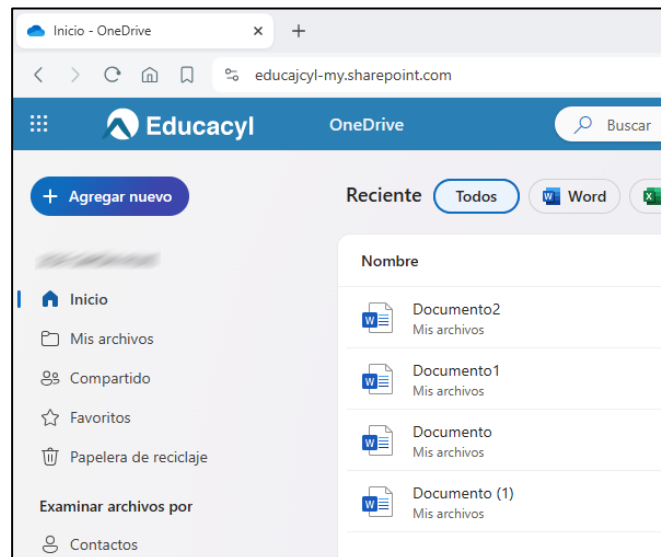 Inicio - OneDrive
educajcyl-my.sharepoint.com
Educacyl
OneDrive
Buscar
Agregar nuevo
Inicio
Mis archivos
Compartido
Favoritos
Papelera de reciclaje
Examinar archivos por
Contactos
Reciente
Todos
Word
Nombre
Documento2
Mis archivos
Documento1
Mis archivos
Documento
Mis archivos
Documento (1)
Mis archivos